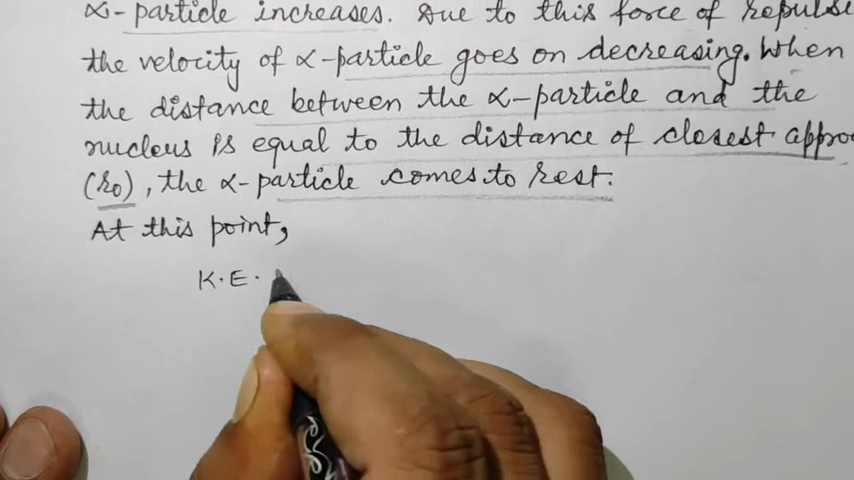 α-particle increases. Due to this force of repulsi
the velocity of α-particle goes on decreasing. When
the distance between the α-particle and the
nucleus is equal to the distance of closest appro
(r₀), the α-particle comes to rest.
At this point,
K.E.